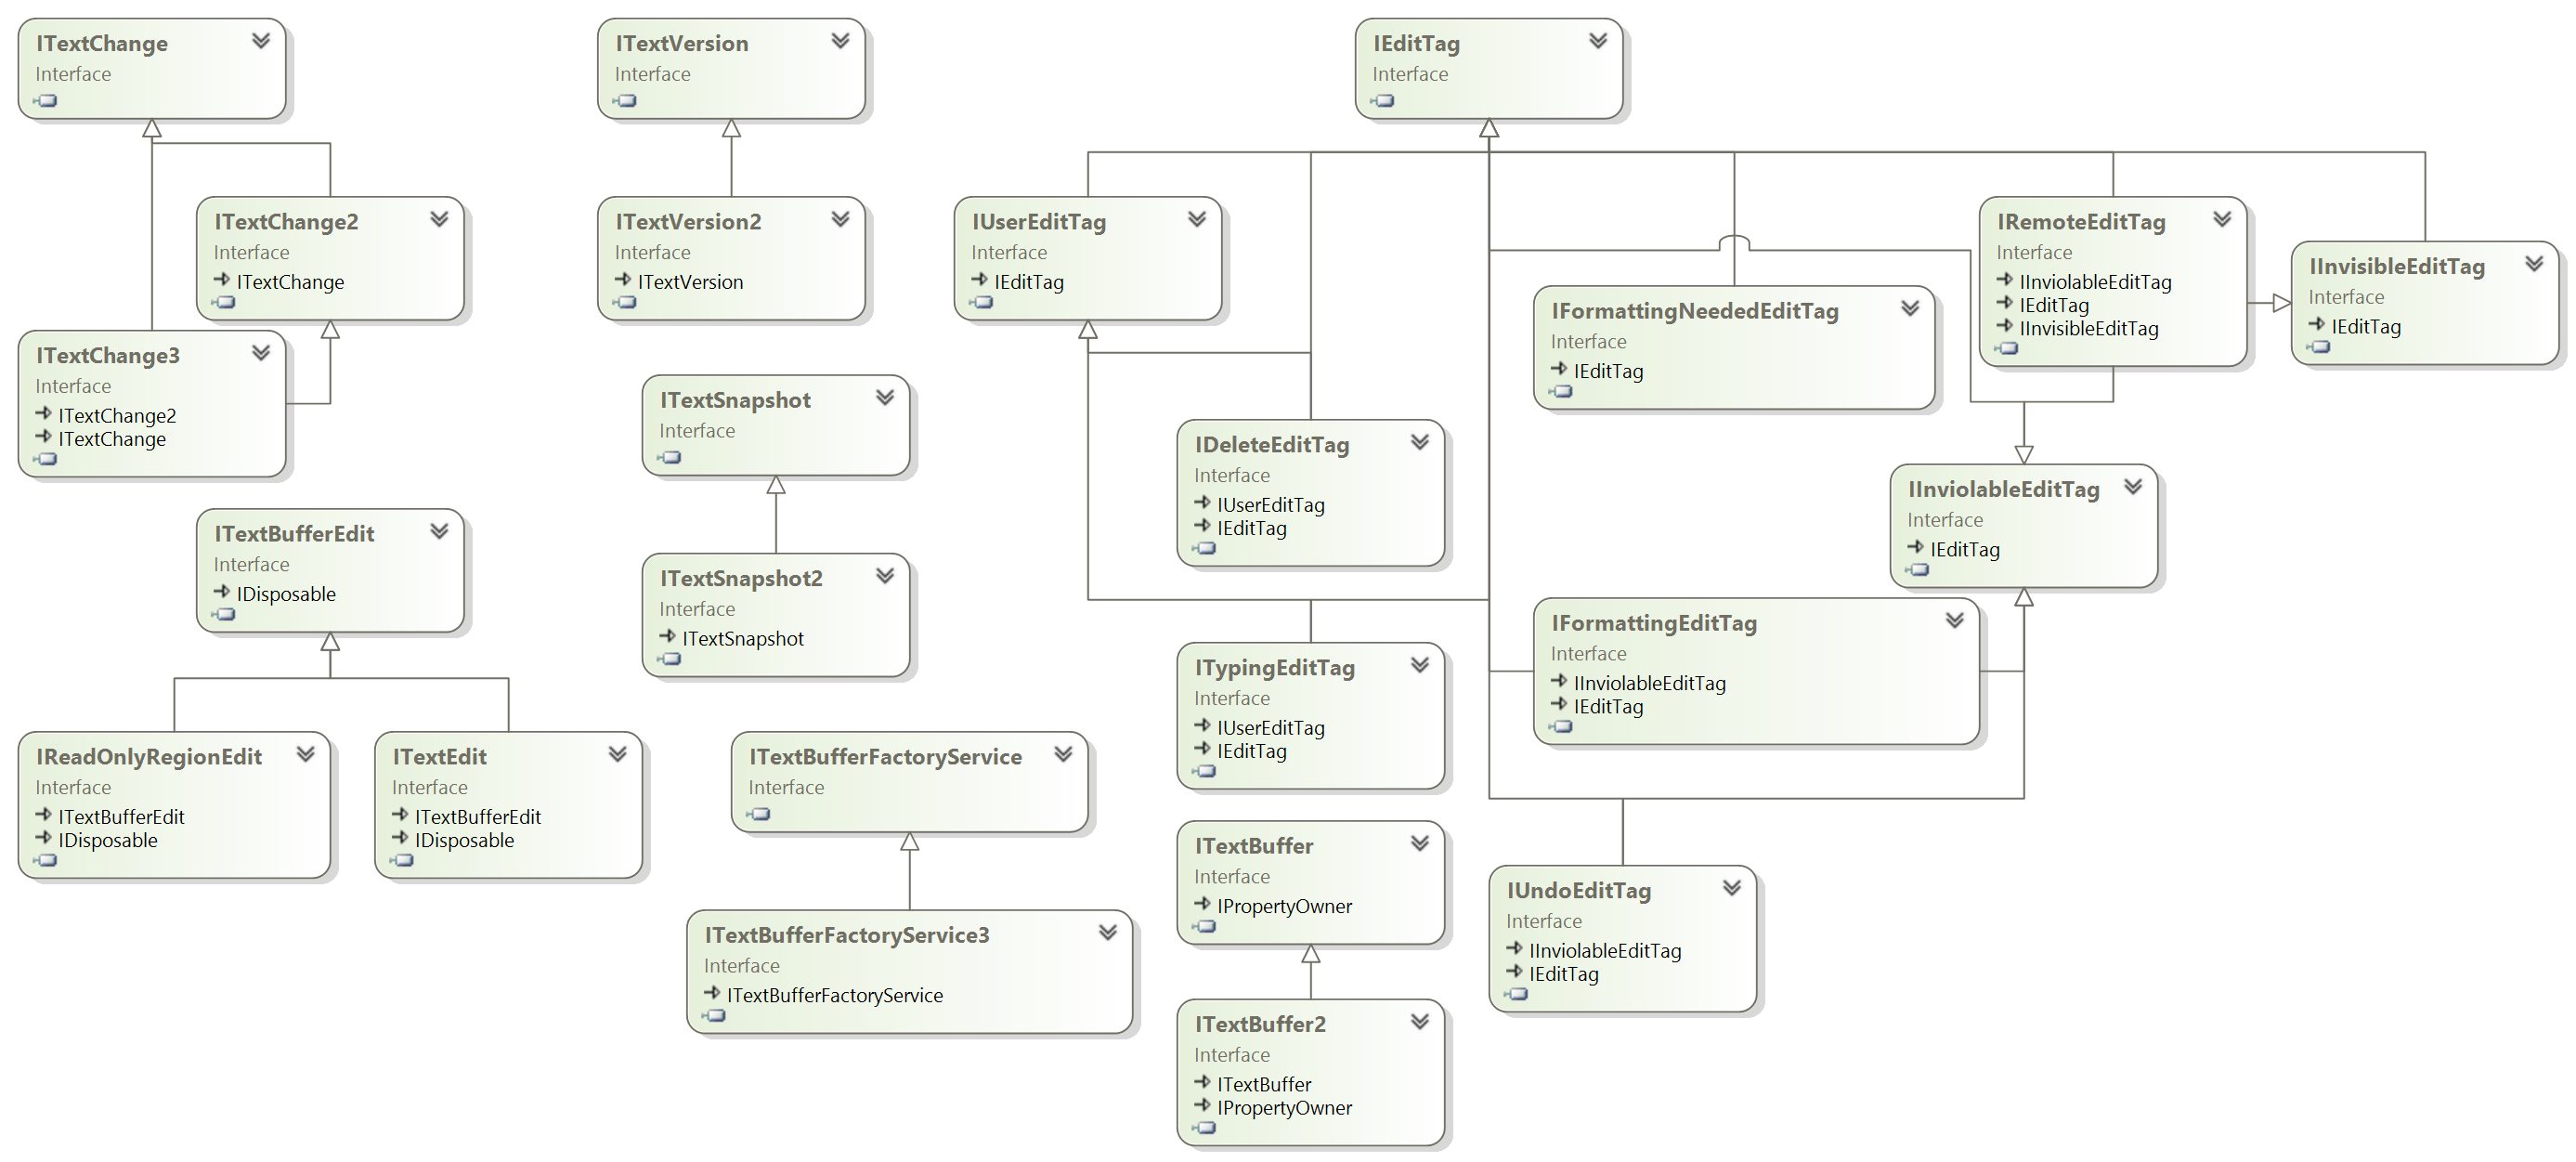 ITextChange
Interface
ITextVersion
Interface
IEditTag
Interface
ITextChange2
Interface
ITextChange
ITextVersion2
Interface
ITextVersion
IUserEditTag
Interface
IEditTag
IRemoteEditTag
Interface
IInviolableEditTag
IEditTag
IInvisibleEditTag
IInvisibleEditTag
Interface
IEditTag
IFormattingNeededEditTag
Interface
IEditTag
ITextChange3
Interface
ITextChange2
ITextChange
ITextSnapshot
Interface
IDeleteEditTag
Interface
IUserEditTag
IEditTag
IInviolableEditTag
Interface
IEditTag
ITextBufferEdit
Interface
IDisposable
ITextSnapshot2
Interface
ITextSnapshot
IFormattingEditTag
Interface
IInviolableEditTag
IEditTag
ITypingEditTag
Interface
IUserEditTag
IEditTag
IReadOnlyRegionEdit
Interface
ITextBufferEdit
IDisposable
ITextEdit
Interface
ITextBufferEdit
IDisposable
ITextBufferFactoryService
Interface
ITextBuffer
Interface
IPropertyOwner
IUndoEditTag
Interface
IInviolableEditTag
IEditTag
ITextBufferFactoryService3
Interface
ITextBufferFactoryService
ITextBuffer2
Interface
ITextBuffer
IPropertyOwner